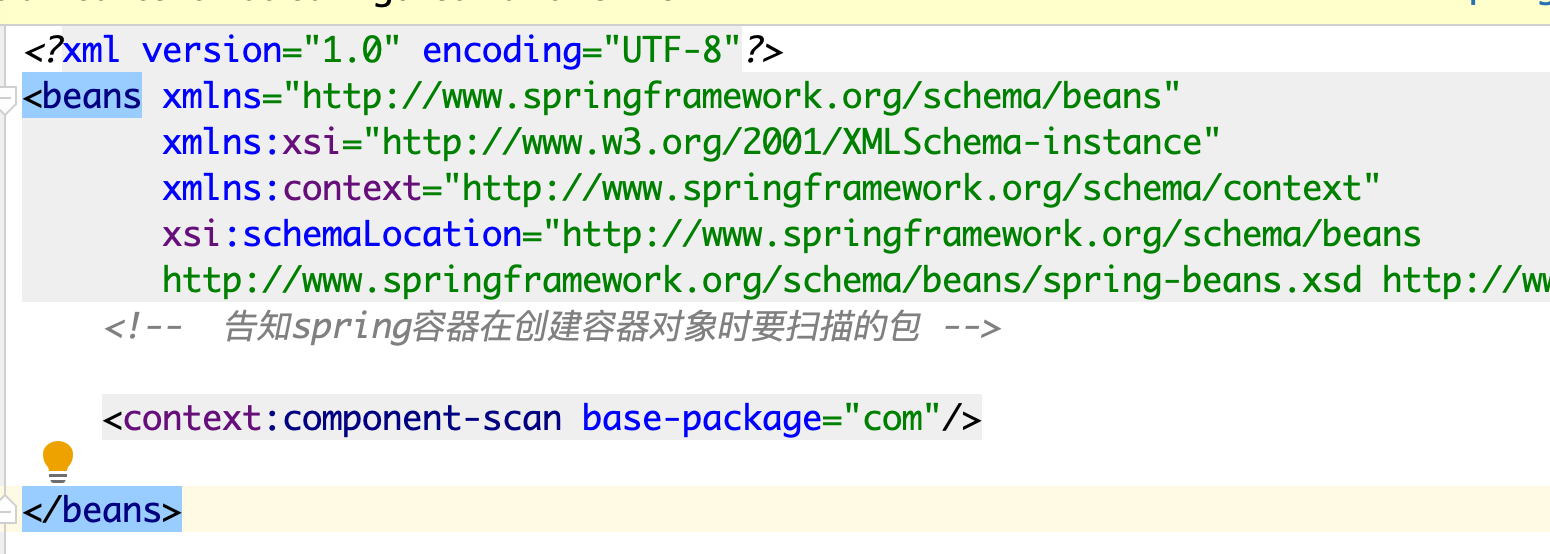 <?xml version="1.0" encoding="UTF-8"?>
<beans xmlns="http://www.springframework.org/schema/beans"
xmlns:xsi="http://www.w3.org/2001/XMLSchema-instance"
xmlns:context="http://www.springframework.org/schema/context"
xsi:schemaLocation="http://www.springframework.org/schema/beans
http://www.springframework.org/schema/beans/spring-beans.xsd http://ww
<!-- 告知spring容器在创建容器对象时要扫描的包 -->
<context:component-scan base-package="com"/>
</beans>